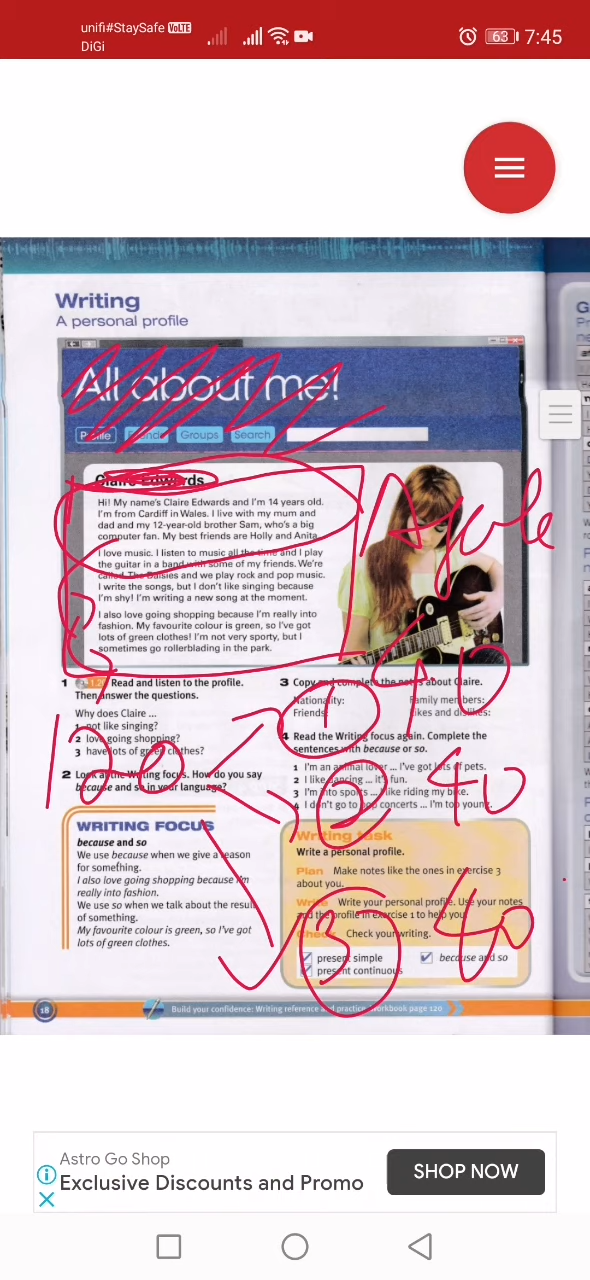 unifi#StaySafe VoLTE
DiGi
63 7:45
Writing
A personal profile
All about me!
Profile Friends Groups Search
Claire Edwards
Hi! My name's Claire Edwards and I'm 14 years old.
I'm from Cardiff in Wales. I live with my mum and
dad and my 12-year-old brother Sam, who's a big
computer fan. My best friends are Holly and Anita.
I love music. I listen to music all the time and I play
the guitar in a band with some of my friends. We're
called The Daisies and we play rock and pop music.
I write the songs, but I don't like singing because
I'm shy! I'm writing a new song at the moment.
I also love going shopping because I'm really into
fashion. My favourite colour is green, so I've got
lots of green clothes! I'm not very sporty, but I
sometimes go rollerblading in the park.
1 Read and listen to the profile.
Then answer the questions.
Why does Claire ...
1 not like singing?
2 love going shopping?
3 have lots of green clothes?
2 Look at the Writing focus. How do you say
because and so in your language?
WRITING FOCUS
because and so
We use because when we give a reason
for something.
I also love going shopping because I'm
really into fashion.
We use so when we talk about the result
of something.
My favourite colour is green, so I've got
lots of green clothes.
3 Copy and complete the notes about Claire.
Nationality: Family members:
Friends: Likes and dislikes:
4 Read the Writing focus again. Complete the
sentences with because or so.
1 I'm an animal lover ... I've got lots of pets.
2 I like dancing ... it's fun.
3 I'm into sports ... I like riding my bike.
4 I don't go to pop concerts ... I'm too young.
Writing task
Write a personal profile.
Plan Make notes like the ones in exercise 3
about you.
Write Write your personal profile. Use your notes
and the profile in exercise 1 to help you.
Check Check your writing.
present simple because and so
present continuous
120
1 40
2 40
3 40
18
Build your confidence: Writing reference and practice. Workbook page 120
Astro Go Shop
Exclusive Discounts and Promo
SHOP NOW